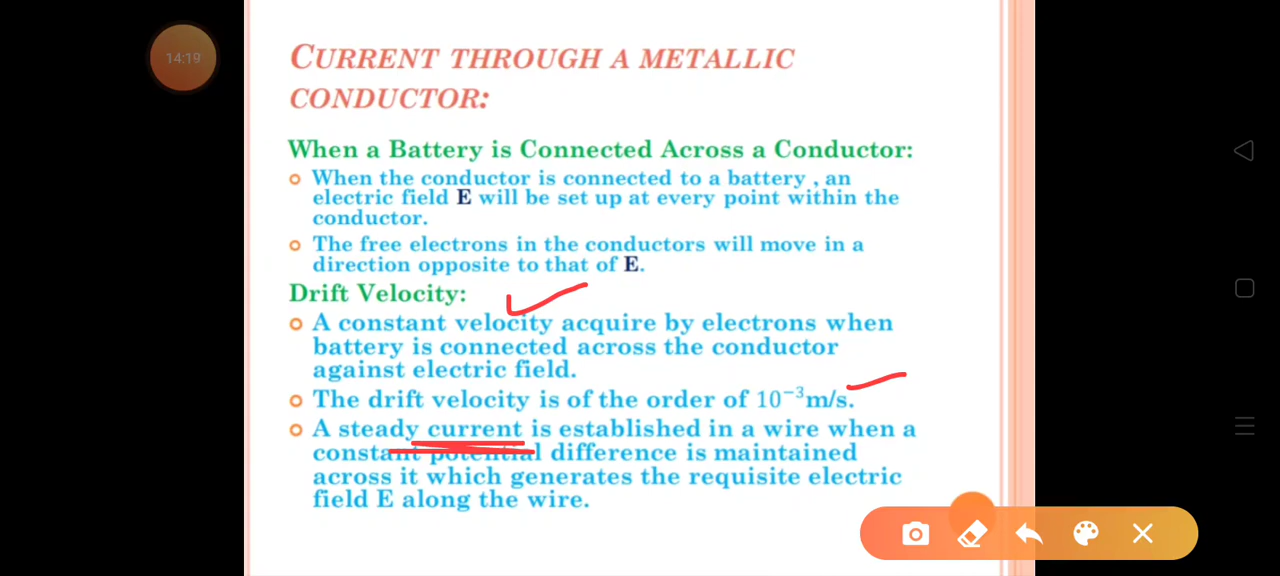 14:19
CURRENT THROUGH A METALLIC
CONDUCTOR:
When a Battery is Connected Across a Conductor:
When the conductor is connected to a battery , an
electric field E will be set up at every point within the
conductor.
The free electrons in the conductors will move in a
direction opposite to that of E.
Drift Velocity:
A constant velocity acquire by electrons when
battery is connected across the conductor
against electric field.
The drift velocity is of the order of 10⁻³m/s.
A steady current is established in a wire when a
constant potential difference is maintained
across it which generates the requisite electric
field E along the wire.